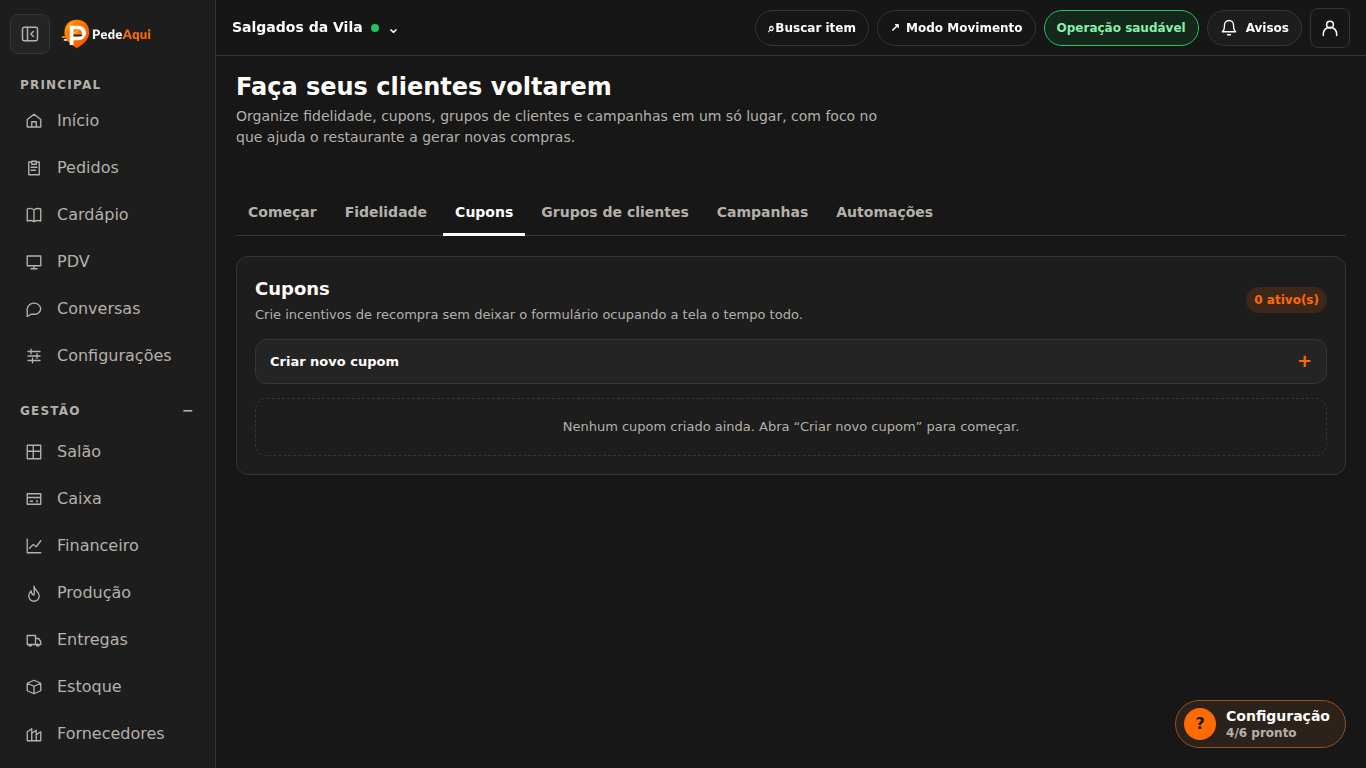 PedeAqui
PRINCIPAL
Início
Pedidos
Cardápio
PDV
Conversas
Configurações
GESTÃO
Salão
Caixa
Financeiro
Produção
Entregas
Estoque
Fornecedores
Salgados da Vila
Buscar item
↗ Modo Movimento
Operação saudável
Avisos
Faça seus clientes voltarem
Organize fidelidade, cupons, grupos de clientes e campanhas em um só lugar, com foco no
que ajuda o restaurante a gerar novas compras.
Começar Fidelidade Cupons Grupos de clientes Campanhas Automações
Cupons
Crie incentivos de recompra sem deixar o formulário ocupando a tela o tempo todo.
0 ativo(s)
Criar novo cupom +
Nenhum cupom criado ainda. Abra “Criar novo cupom” para começar.
? Configuração
4/6 pronto